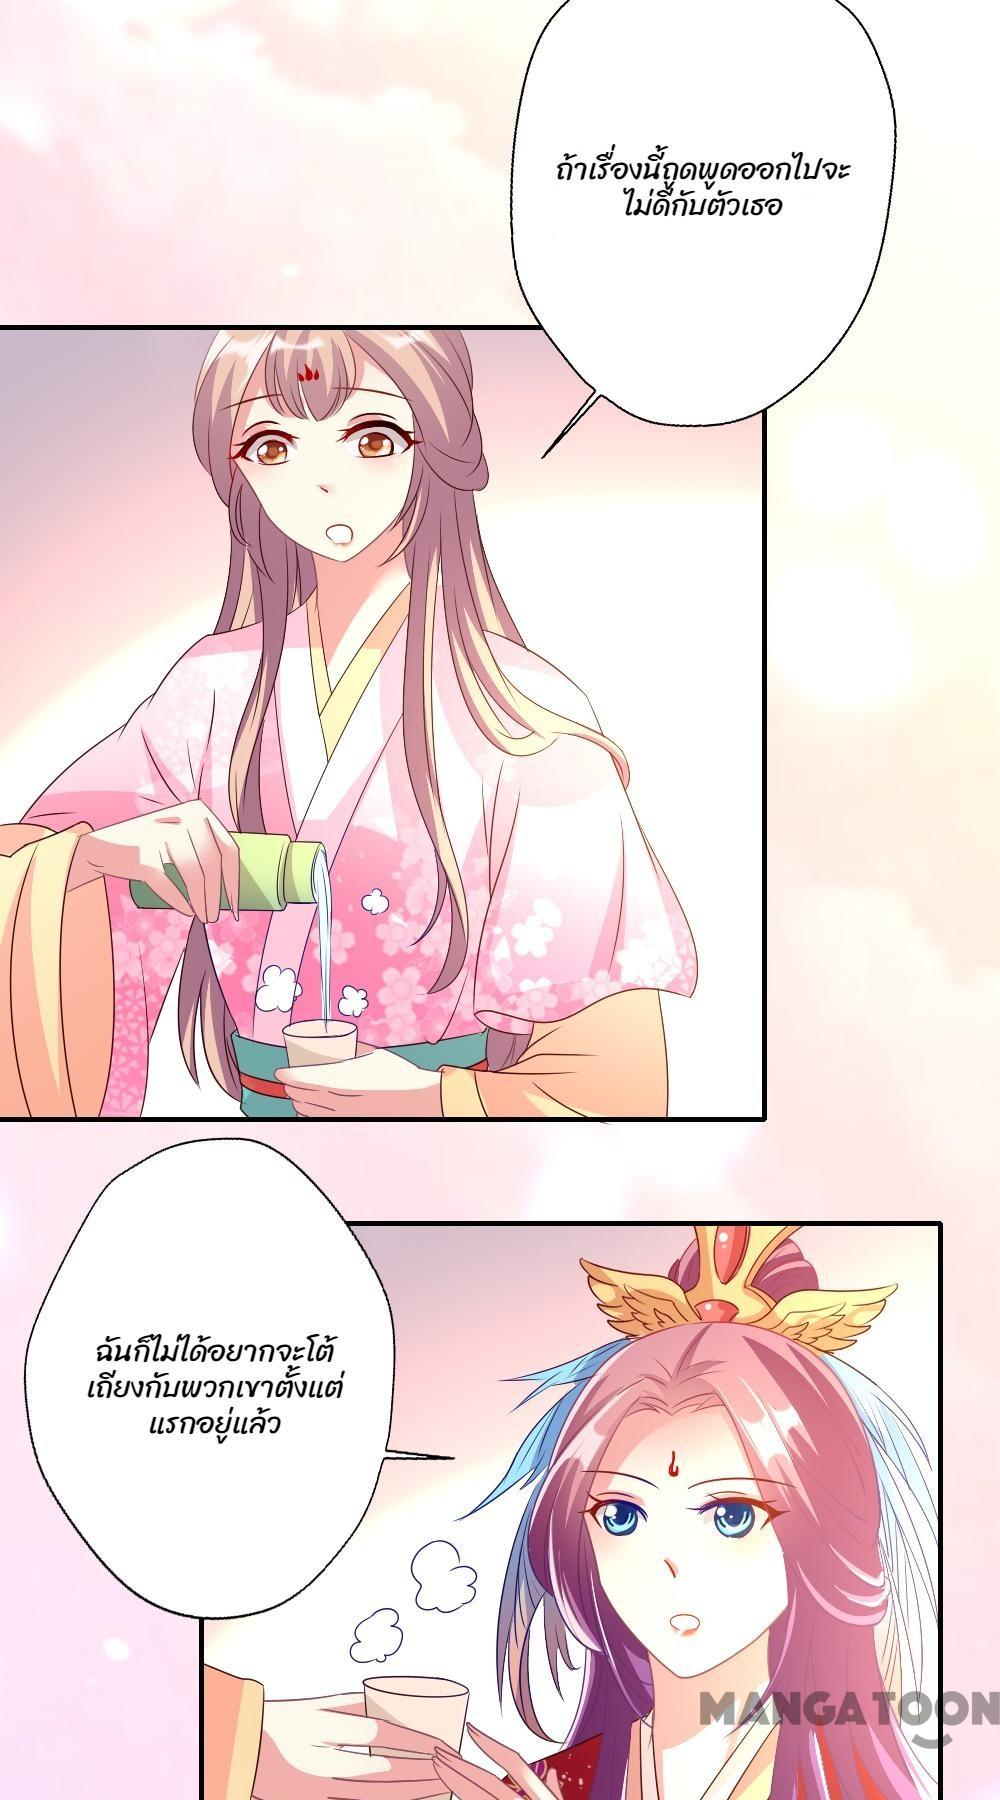 ถ้าเรื่องนี้ถูดพูดออกไปจะ
ไม่ดีกับตัวเธอ
ฉันก็ไม่ได้อยากจะโต้
เถียงกับพวกเขาตั้งแต่
แรกอยู่แล้ว
MANGATOON